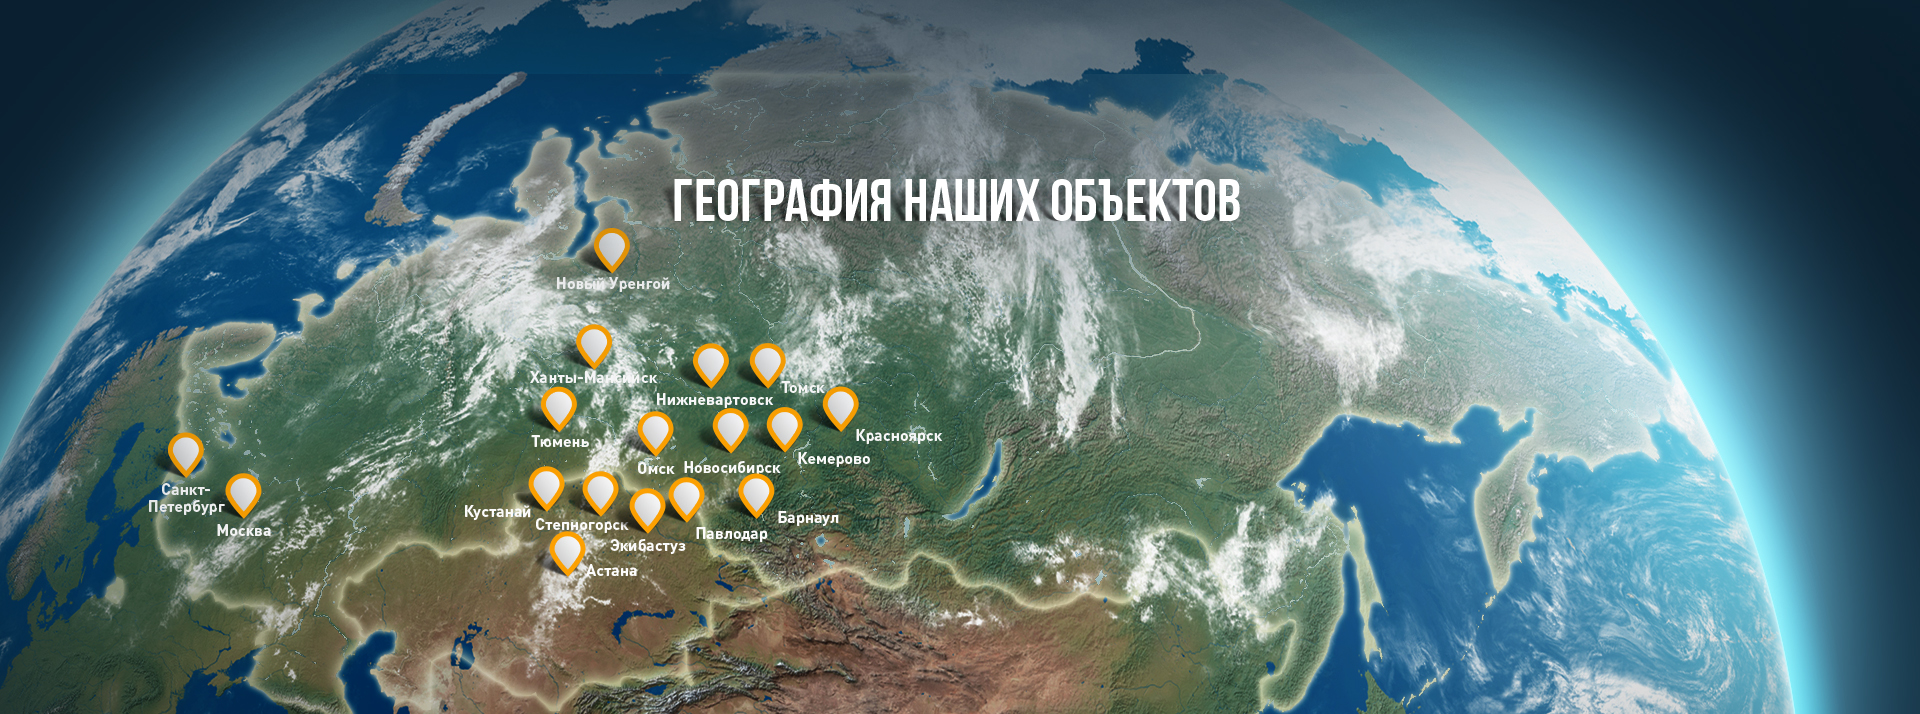 ГЕОГРАФИЯ НАШИХ ОБЪЕКТОВ
Новый Уренгой
Ханты-Мансийск
Томск
Нижневартовск
Красноярск
Тюмень
Кемерово
Омск
Новосибирск
Санкт-
Петербург
Москва
Кустанай
Степногорск
Барнаул
Павлодар
Экибастуз
Астана